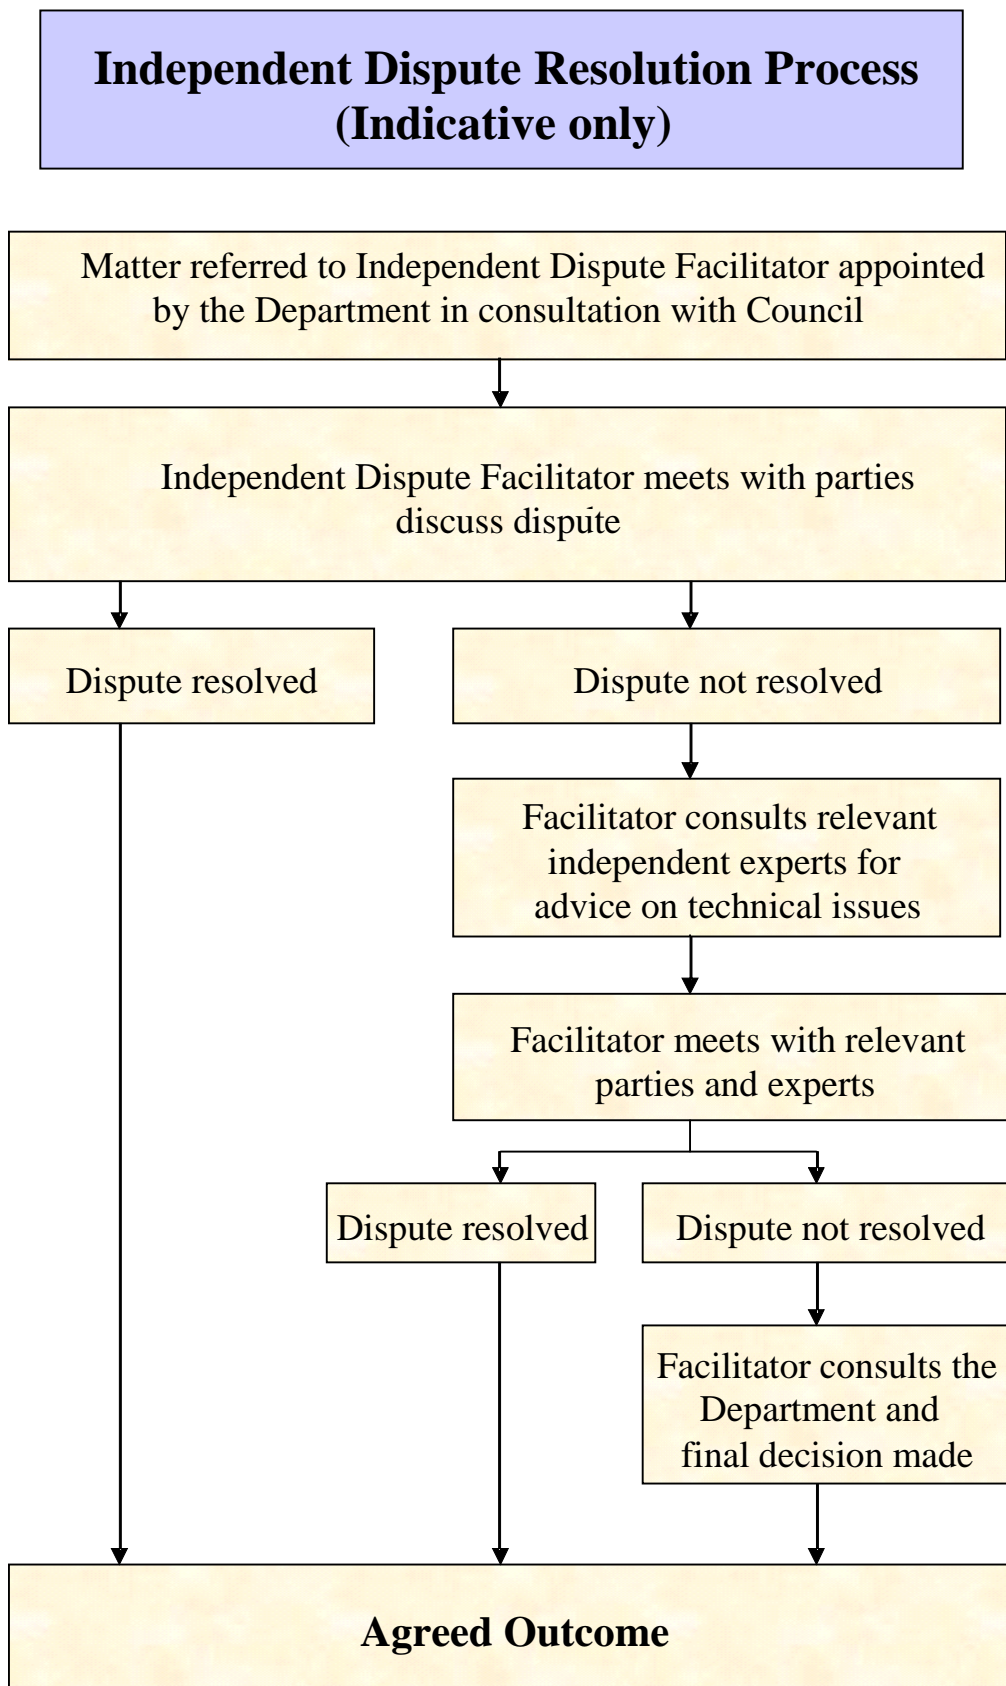 Independent Dispute Resolution Process
(Indicative only)
Matter referred to Independent Dispute Facilitator appointed
by the Department in consultation with Council
Independent Dispute Facilitator meets with parties
discuss dispute
Dispute resolved
Dispute not resolved
Facilitator consults relevant
independent experts for
advice on technical issues
Facilitator meets with relevant
parties and experts
Dispute resolved
Dispute not resolved
Facilitator consults the
Department and
final decision made
Agreed Outcome